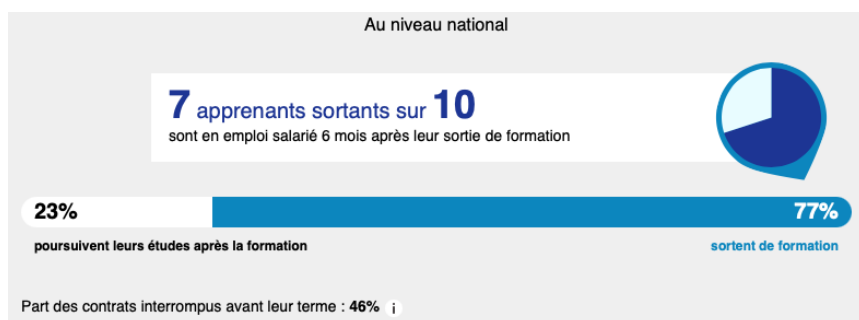 Au niveau national
7 apprenants sortants sur 10
sont en emploi salarié 6 mois après leur sortie de formation
23% 77%
poursuivent leurs études après la formation sortent de formation
Part des contrats interrompus avant leur terme : 46% i